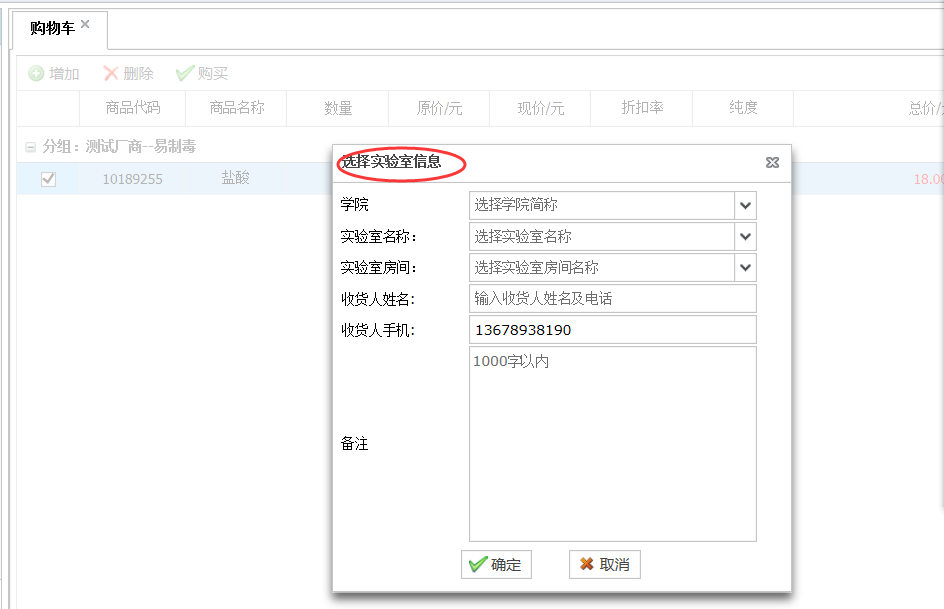 购物车
增加 删除 购买
商品代码 商品名称 数量 原价/元 现价/元 折扣率 纯度 总价/
分组：测试厂商--易制毒
10189255 盐酸 18.00
选择实验室信息
学院 选择学院简称
实验室名称： 选择实验室名称
实验室房间： 选择实验室房间名称
收货人姓名: 输入收货人姓名及电话
收货人手机: 13678938190
1000字以内
备注
确定 取消